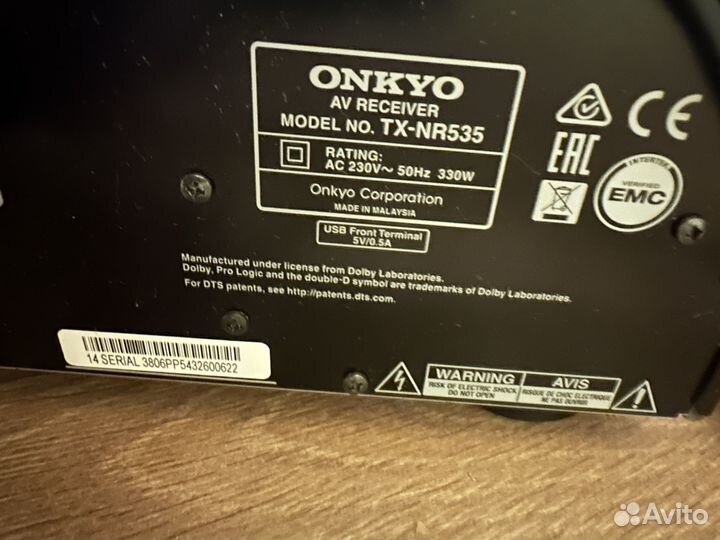 ONKYO
AV RECEIVER
MODEL NO. TX-NR535
RATING:
AC 230V~ 50Hz 330W
Onkyo Corporation
MADE IN MALAYSIA
USB Front Terminal
5V/0.5A
CE
EAC
INTERTEK
VERIFIED
EMC
Manufactured under license from Dolby Laboratories.
Dolby, Pro Logic and the double-D symbol are trademarks of Dolby Laboratories.
For DTS patents, see http://patents.dts.com.
14 SERIAL 3806PP5432600622
WARNING
RISK OF ELECTRIC SHOCK
DO NOT OPEN
AVIS
RISQUE DE CHOC ELECTRIQUE
NE PAS OUVRIR
Avito